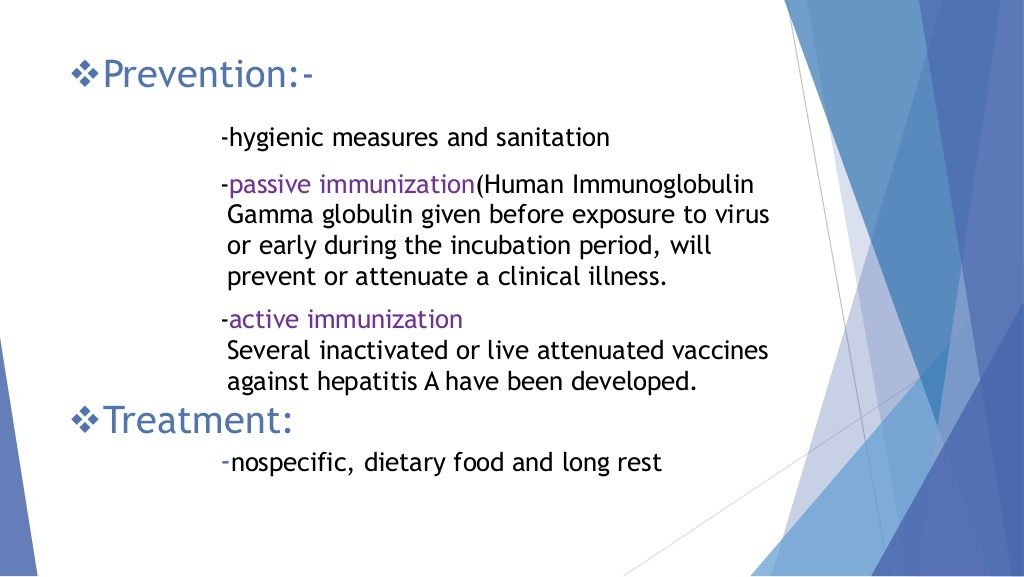 ❖Prevention:-
-hygienic measures and sanitation
-passive immunization(Human Immunoglobulin
Gamma globulin given before exposure to virus
or early during the incubation period, will
prevent or attenuate a clinical illness.
-active immunization
Several inactivated or live attenuated vaccines
against hepatitis A have been developed.
❖Treatment:
-nospecific, dietary food and long rest